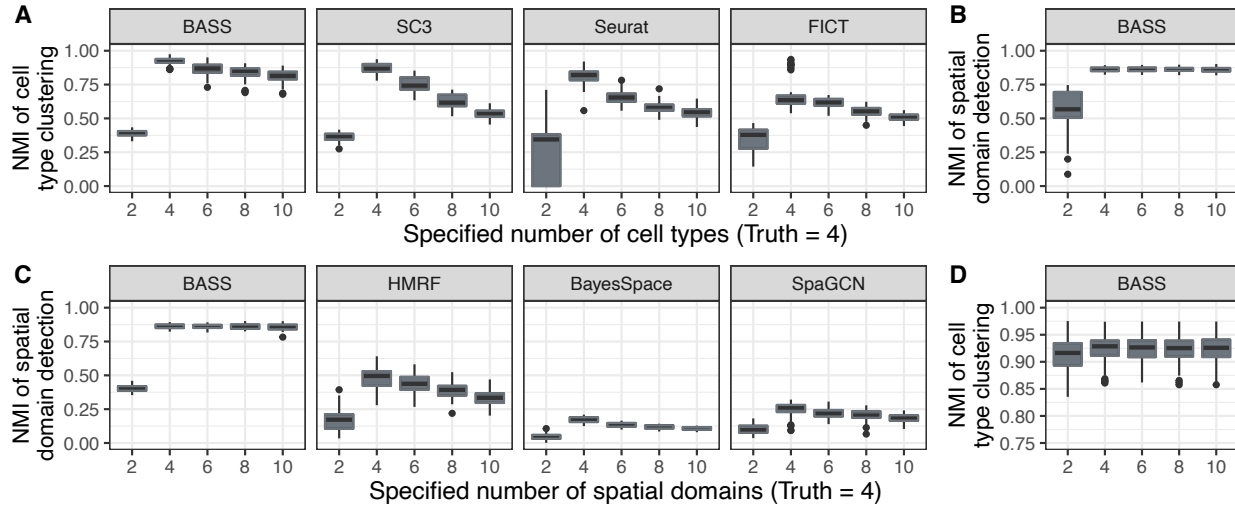 A
BASS
SC3
Seurat
FICT
NMI of cell
type clustering
1.00
0.75
0.50
0.25
0.00
2 4 6 8 10
2 4 6 8 10
2 4 6 8 10
2 4 6 8 10
Specified number of cell types (Truth = 4)
B
BASS
NMI of spatial
domain detection
1.00
0.75
0.50
0.25
0.00
2 4 6 8 10
C
BASS
HMRF
BayesSpace
SpaGCN
NMI of spatial
domain detection
1.00
0.75
0.50
0.25
0.00
2 4 6 8 10
2 4 6 8 10
2 4 6 8 10
2 4 6 8 10
Specified number of spatial domains (Truth = 4)
D
BASS
NMI of cell
type clustering
1.00
0.95
0.90
0.85
0.80
0.75
2 4 6 8 10